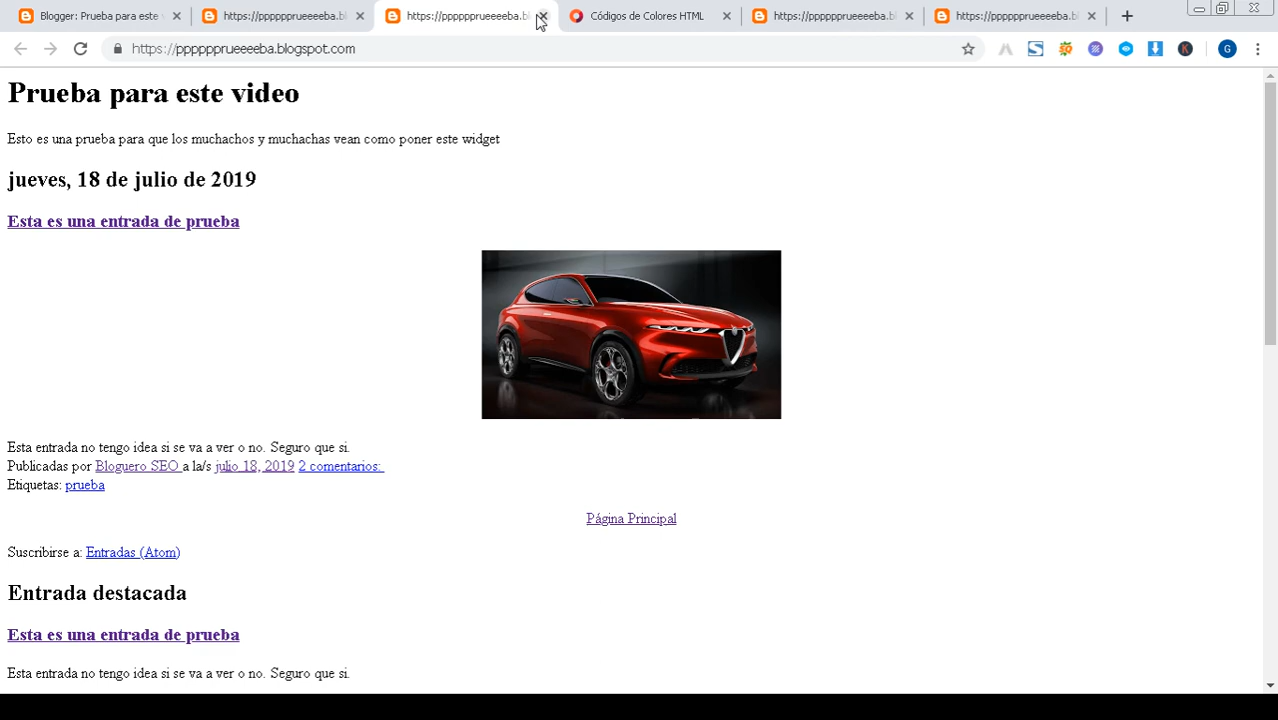 Blogger: Prueba para este v
https://ppppppprueeeeba.bl
https://ppppppprueeeeba.bl
Códigos de Colores HTML
https://ppppppprueeeeba.bl
https://ppppppprueeeeba.bl
https://ppppppprueeeeba.blogspot.com
G
Prueba para este video
Esto es una prueba para que los muchachos y muchachas vean como poner este widget
jueves, 18 de julio de 2019
Esta es una entrada de prueba
Esta entrada no tengo idea si se va a ver o no. Seguro que si.
Publicadas por Bloguero SEO a la/s julio 18, 2019 2 comentarios:
Etiquetas: prueba
Página Principal
Suscribirse a: Entradas (Atom)
Entrada destacada
Esta es una entrada de prueba
Esta entrada no tengo idea si se va a ver o no. Seguro que si.